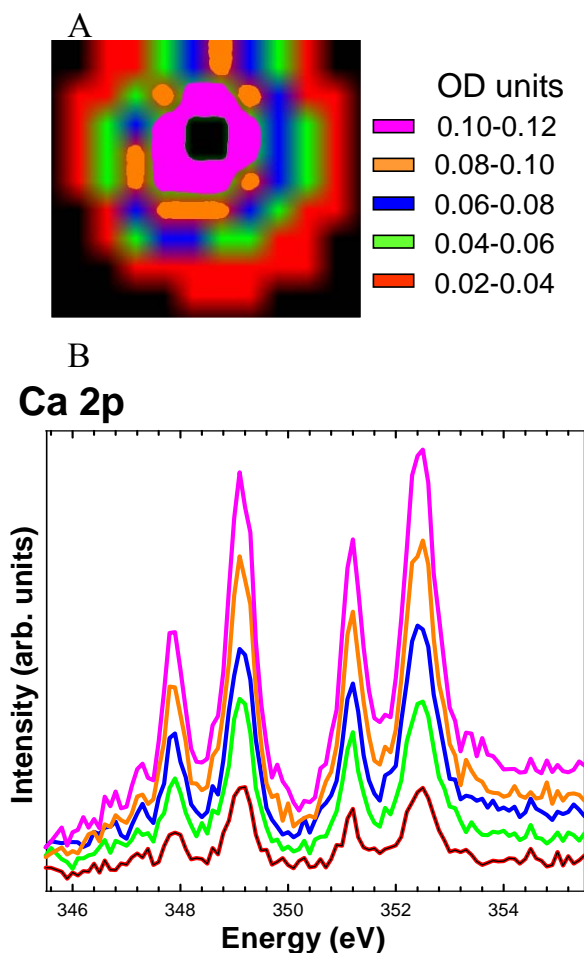 A
OD units
0.10-0.12
0.08-0.10
0.06-0.08
0.04-0.06
0.02-0.04
B
Ca 2p
Intensity (arb. units)
346 348 350 352 354
Energy (eV)